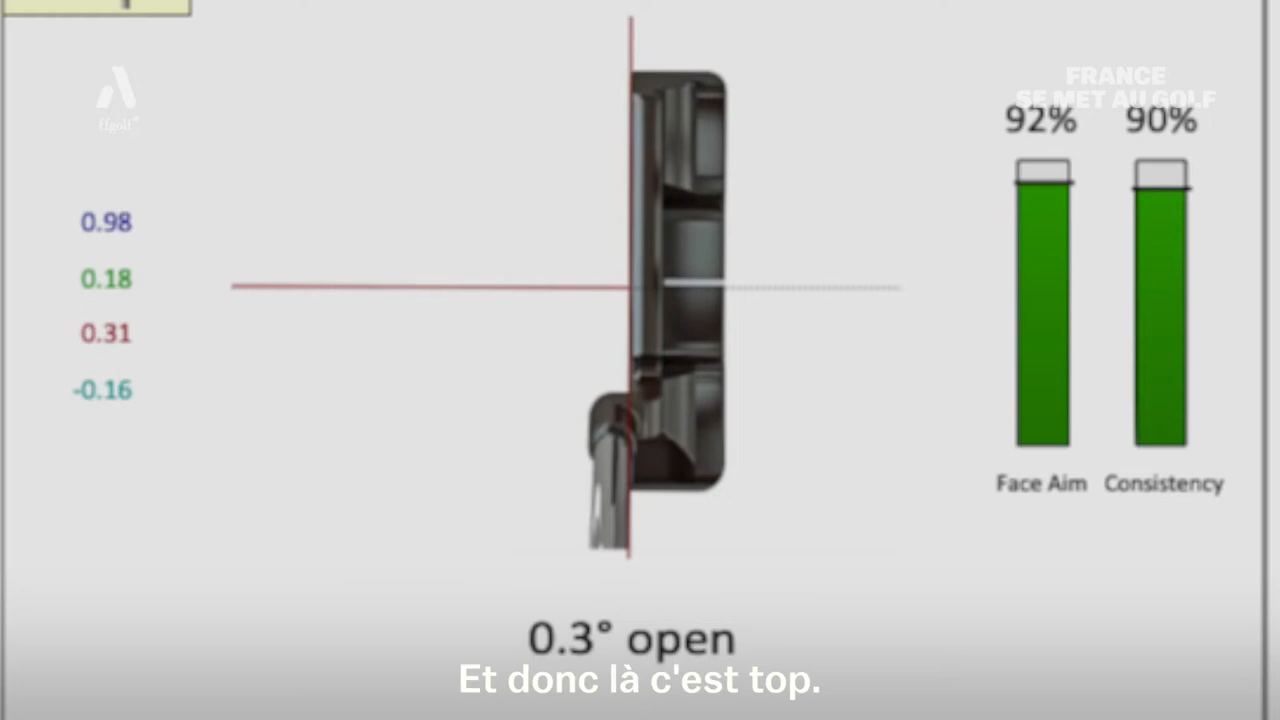 ffgolf
FRANCE
SE MET AU GOLF
92%
90%
0.98
0.18
0.31
-0.16
Face Aim
Consistency
0.3° open
Et donc là c'est top.